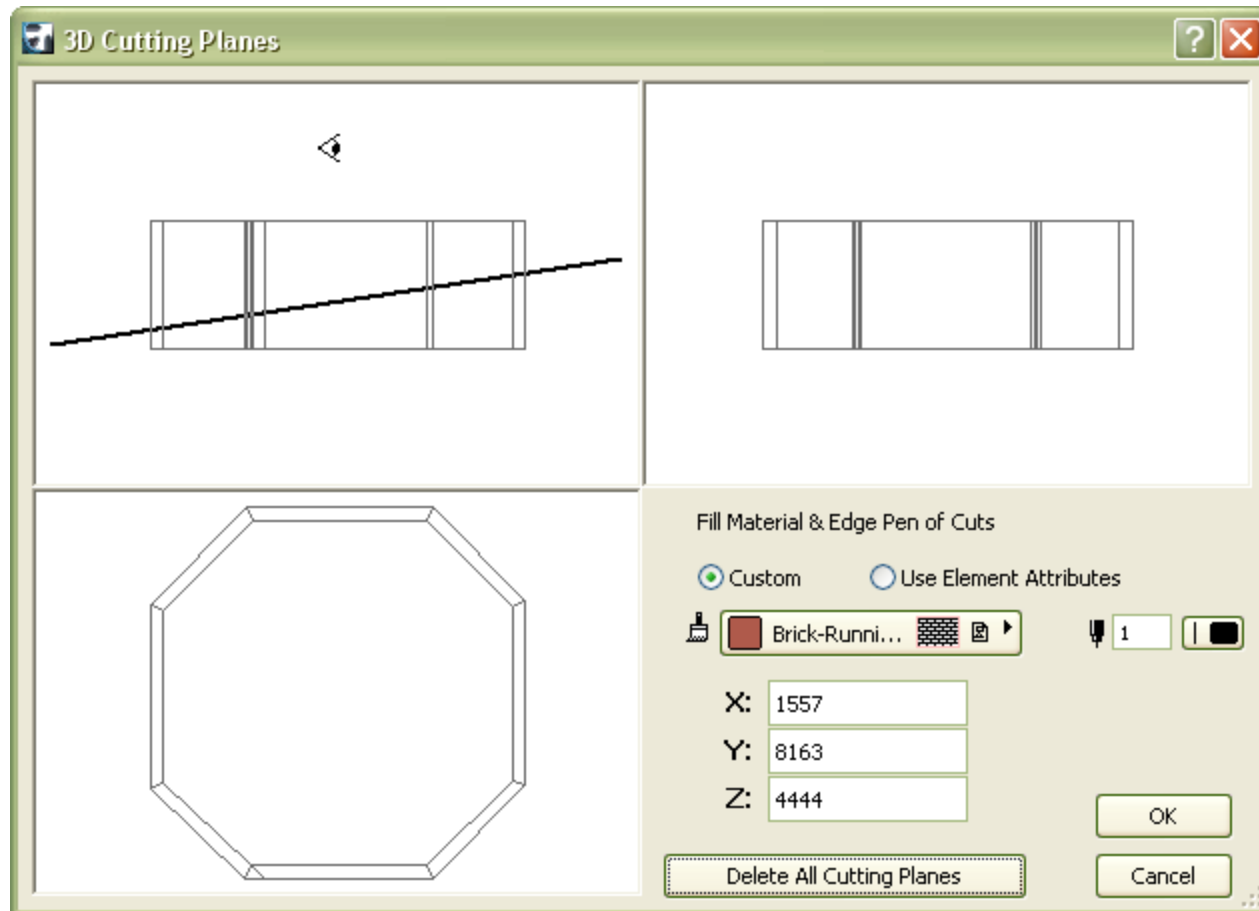 3D Cutting Planes
Fill Material & Edge Pen of Cuts
Custom Use Element Attributes
Brick-Runni... 1
X: 1557
Y: 8163
Z: 4444
OK
Delete All Cutting Planes Cancel